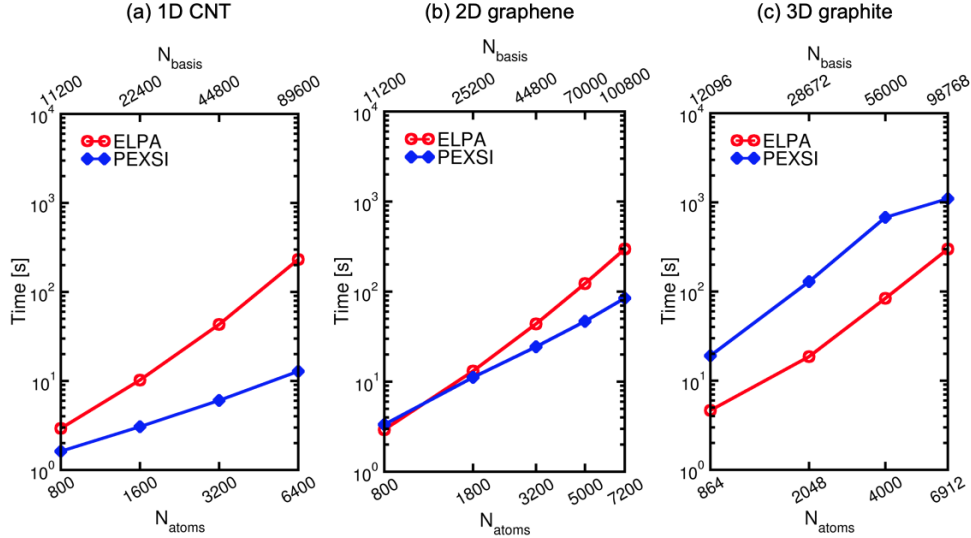 (a) 1D CNT
N_basis
11200 22400 44800 89600
10^4
10^3
10^2
10^1
10^0
Time [s]
ELPA
PEXSI
800 1600 3200 6400
N_atoms
(b) 2D graphene
N_basis
11200 25200 44800 70000 100800
10^4
10^3
10^2
10^1
10^0
Time [s]
ELPA
PEXSI
800 1800 3200 5000 7200
N_atoms
(c) 3D graphite
N_basis
12096 28672 56000 98768
10^4
10^3
10^2
10^1
10^0
Time [s]
ELPA
PEXSI
864 2048 4000 6912
N_atoms